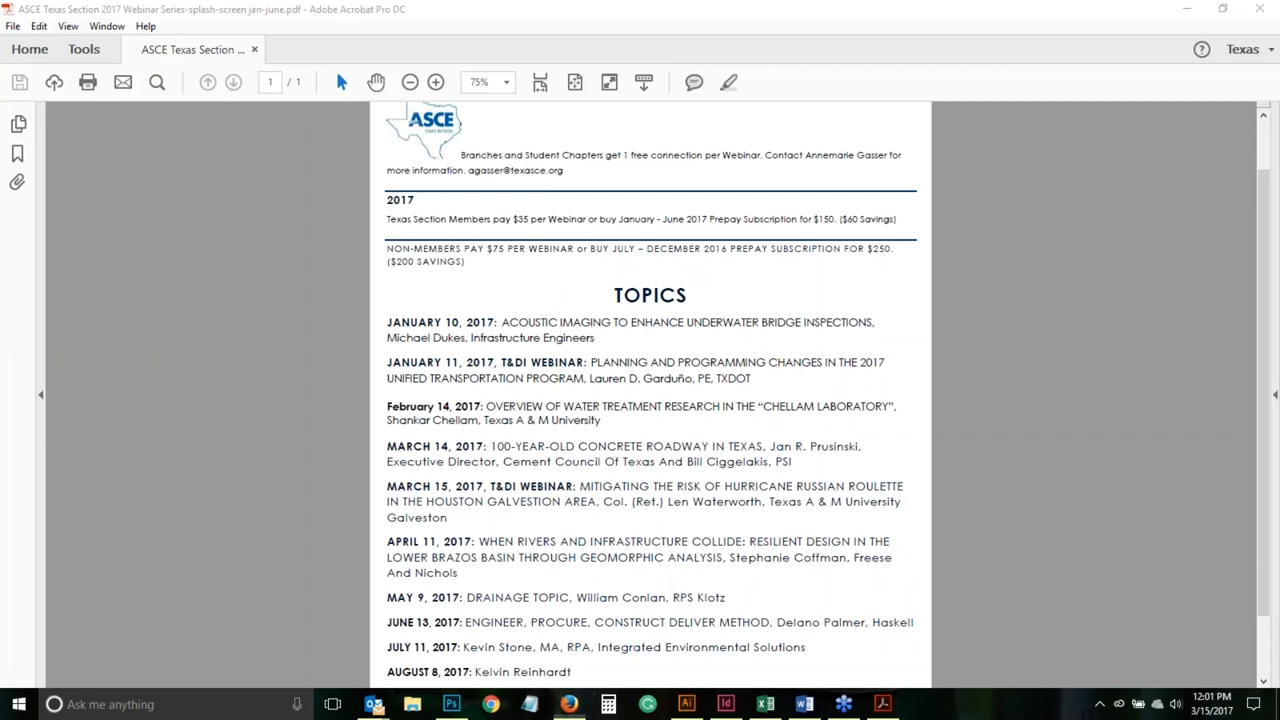 ASCE Texas Section 2017 Webinar Series-splash-screen jan-june.pdf - Adobe Acrobat Pro DC
File Edit View Window Help
Home Tools ASCE Texas Section ... × Texas
1 / 1 75%
ASCE
TEXAS SECTION
Branches and Student Chapters get 1 free connection per Webinar. Contact Annemarie Gasser for
more information. agasser@texasce.org
2017
Texas Section Members pay $35 per Webinar or buy January - June 2017 Prepay Subscription for $150. ($60 Savings)
NON-MEMBERS PAY $75 PER WEBINAR or BUY JULY – DECEMBER 2016 PREPAY SUBSCRIPTION FOR $250.
($200 SAVINGS)
TOPICS
JANUARY 10, 2017: ACOUSTIC IMAGING TO ENHANCE UNDERWATER BRIDGE INSPECTIONS,
Michael Dukes, Infrastructure Engineers
JANUARY 11, 2017, T&DI WEBINAR: PLANNING AND PROGRAMMING CHANGES IN THE 2017
UNIFIED TRANSPORTATION PROGRAM, Lauren D. Garduño, PE, TXDOT
February 14, 2017: OVERVIEW OF WATER TREATMENT RESEARCH IN THE “CHELLAM LABORATORY”,
Shankar Chellam, Texas A & M University
MARCH 14, 2017: 100-YEAR-OLD CONCRETE ROADWAY IN TEXAS, Jan R. Prusinski,
Executive Director, Cement Council Of Texas And Bill Ciggelakis, PSI
MARCH 15, 2017, T&DI WEBINAR: MITIGATING THE RISK OF HURRICANE RUSSIAN ROULETTE
IN THE HOUSTON GALVESTION AREA, Col. (Ret.) Len Waterworth, Texas A & M University
Galveston
APRIL 11, 2017: WHEN RIVERS AND INFRASTRUCTURE COLLIDE: RESILIENT DESIGN IN THE
LOWER BRAZOS BASIN THROUGH GEOMORPHIC ANALYSIS, Stephanie Coffman, Freese
And Nichols
MAY 9, 2017: DRAINAGE TOPIC, William Conlan, RPS Klotz
JUNE 13, 2017: ENGINEER, PROCURE, CONSTRUCT DELIVER METHOD, Delano Palmer, Haskell
JULY 11, 2017: Kevin Stone, MA, RPA, Integrated Environmental Solutions
AUGUST 8, 2017: Kelvin Reinhardt
Ask me anything
12:01 PM
3/15/2017